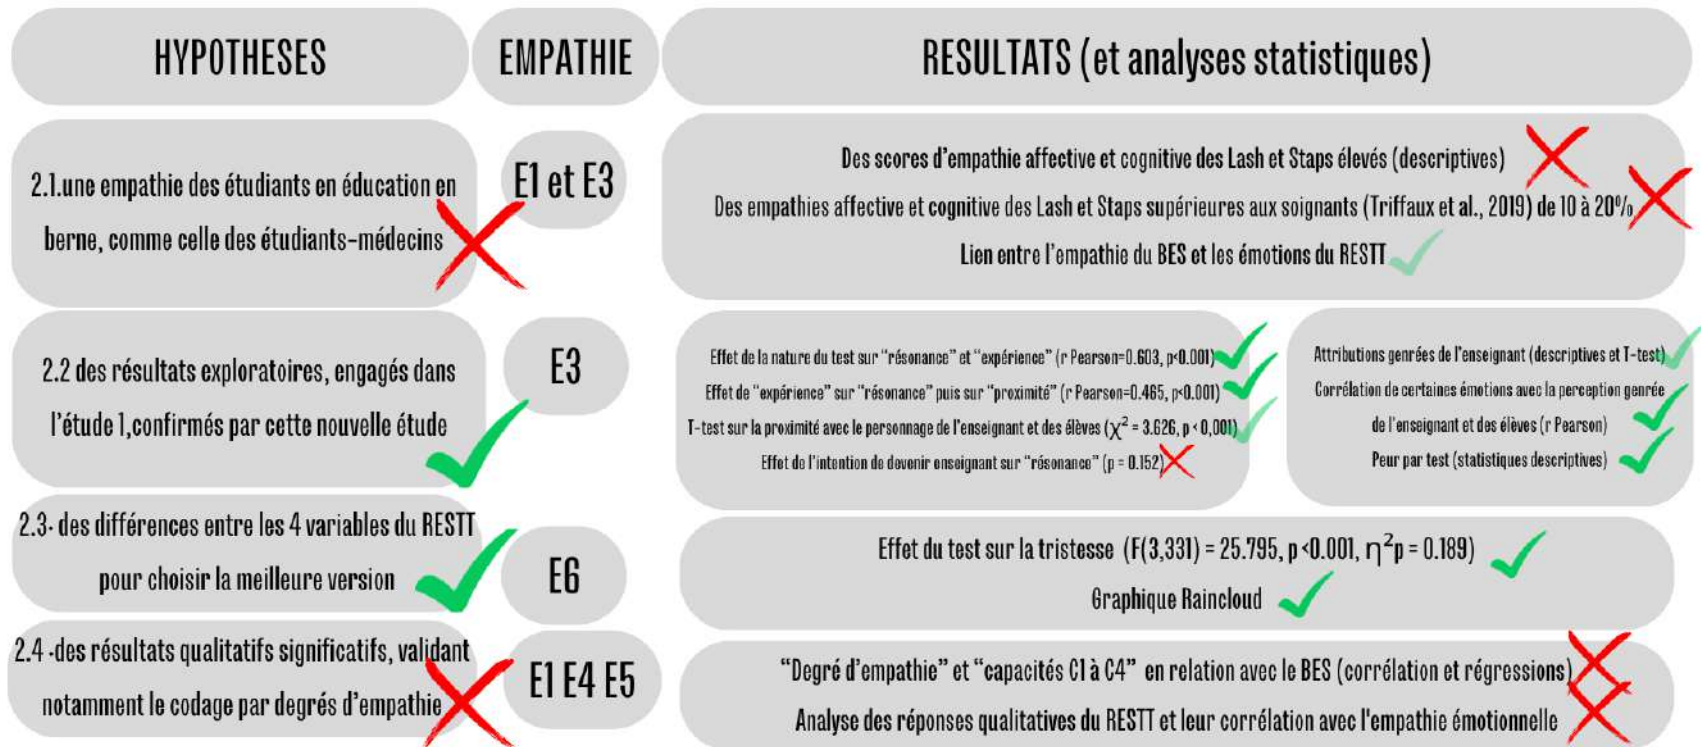 HYPOTHESES
EMPATHIE
RESULTATS (et analyses statistiques)
2.1.une empathie des étudiants en éducation en
berne, comme celle des étudiants-médecins
E1 et E3
Des scores d'empathie affective et cognitive des Lash et Staps élevés (descriptives)
Des empathies affective et cognitive des Lash et Staps supérieures aux soignants (Triffaux et al., 2019) de 10 à 20%
Lien entre l'empathie du BES et les émotions du RESTT
2.2 des résultats exploratoires, engagés dans
l'étude 1,confirmés par cette nouvelle étude
E3
Effet de la nature du test sur "résonance" et "expérience" (r Pearson=0.603, p<0.001)
Effet de "expérience" sur "résonance" puis sur "proximité" (r Pearson=0.465, p<0.001)
T-test sur la proximité avec le personnage de l'enseignant et des élèves (χ² = 3.626, p < 0,001)
Effet de l'intention de devenir enseignant sur "résonance" (p = 0.152)
Attributions genrées de l'enseignant (descriptives et T-test)
Corrélation de certaines émotions avec la perception genrée
de l'enseignant et des élèves (r Pearson)
Peur par test (statistiques descriptives)
2.3- des différences entre les 4 variables du RESTT
pour choisir la meilleure version
E6
Effet du test sur la tristesse (F(3,331) = 25.795, p <0.001, η²p = 0.189)
Graphique Raincloud
2.4 -des résultats qualitatifs significatifs, validant
notamment le codage par degrés d'empathie
E1 E4 E5
"Degré d'empathie" et "capacités C1 à C4" en relation avec le BES (corrélation et régressions)
Analyse des réponses qualitatives du RESTT et leur corrélation avec l'empathie émotionnelle